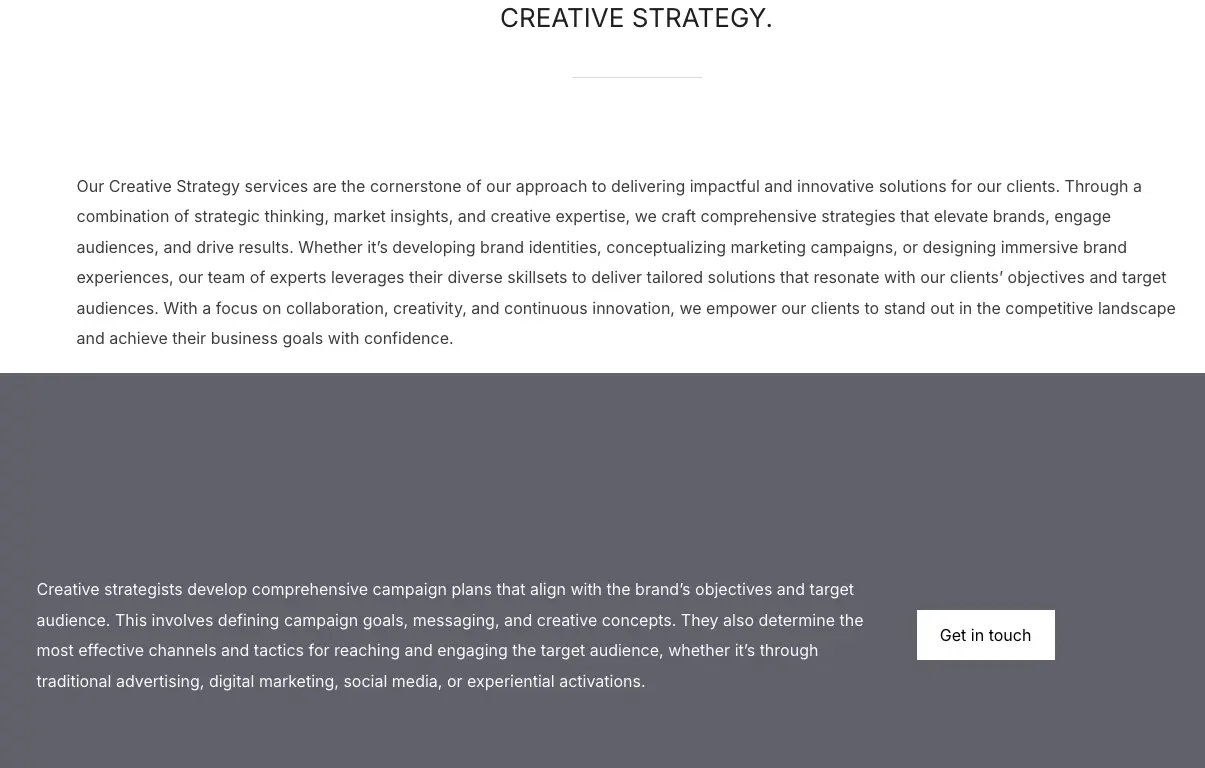 CREATIVE STRATEGY.
Our Creative Strategy services are the cornerstone of our approach to delivering impactful and innovative solutions for our clients. Through a
combination of strategic thinking, market insights, and creative expertise, we craft comprehensive strategies that elevate brands, engage
audiences, and drive results. Whether it’s developing brand identities, conceptualizing marketing campaigns, or designing immersive brand
experiences, our team of experts leverages their diverse skillsets to deliver tailored solutions that resonate with our clients’ objectives and target
audiences. With a focus on collaboration, creativity, and continuous innovation, we empower our clients to stand out in the competitive landscape
and achieve their business goals with confidence.
Creative strategists develop comprehensive campaign plans that align with the brand’s objectives and target
audience. This involves defining campaign goals, messaging, and creative concepts. They also determine the
most effective channels and tactics for reaching and engaging the target audience, whether it’s through
traditional advertising, digital marketing, social media, or experiential activations.
Get in touch